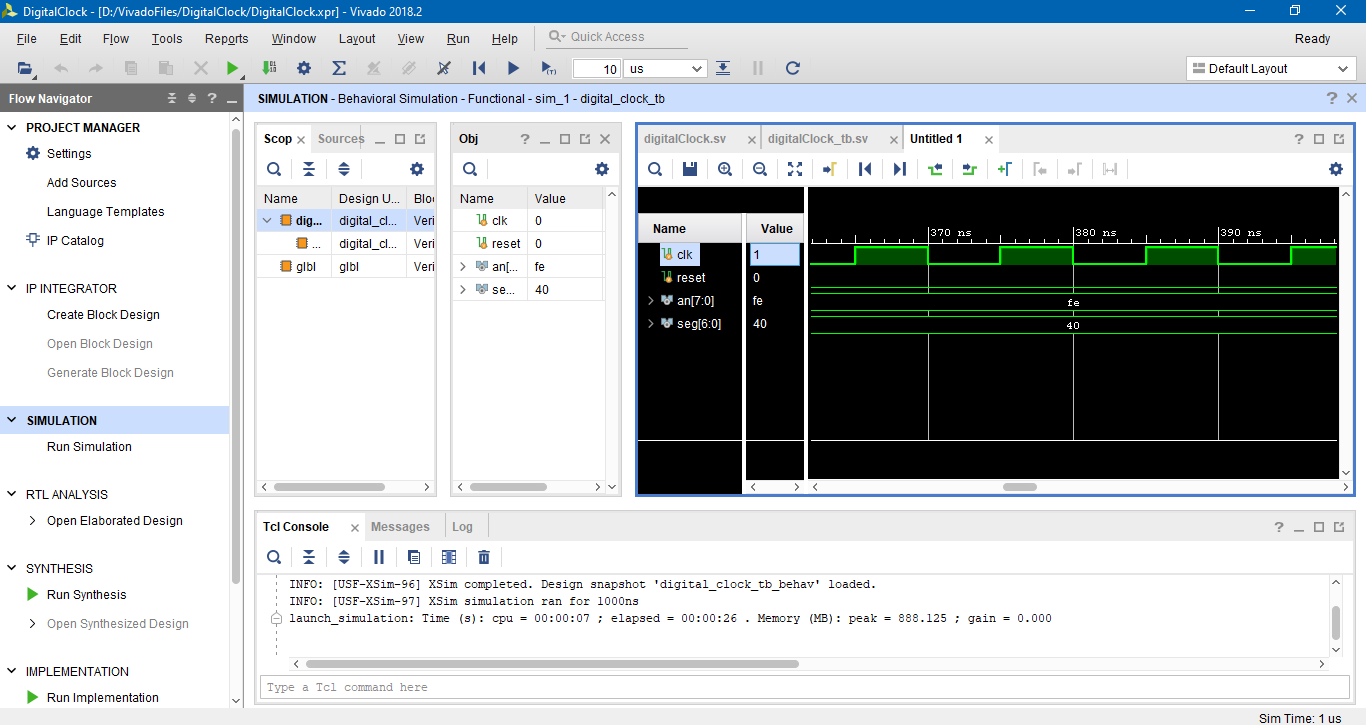 DigitalClock - [D:/VivadoFiles/DigitalClock/DigitalClock.xpr] - Vivado 2018.2
File Edit Flow Tools Reports Window Layout View Run Help Quick Access Ready
10 us Default Layout
Flow Navigator
SIMULATION - Behavioral Simulation - Functional - sim_1 - digital_clock_tb
PROJECT MANAGER
Settings
Add Sources
Language Templates
IP Catalog
IP INTEGRATOR
Create Block Design
Open Block Design
Generate Block Design
SIMULATION
Run Simulation
RTL ANALYSIS
Open Elaborated Design
SYNTHESIS
Run Synthesis
Open Synthesized Design
IMPLEMENTATION
Run Implementation
Scop Sources
Name Design U... Bloc
dig... digital_cl... Veri
... digital_cl... Veri
glbl glbl Veri
Obj
Name Value
clk 0
reset 0
an[... fe
se... 40
digitalClock.sv digitalClock_tb.sv Untitled 1
Name Value
370 ns 380 ns 390 ns
clk 1
reset 0
an[7:0] fe fe
seg[6:0] 40 40
Tcl Console Messages Log
INFO: [USF-XSim-96] XSim completed. Design snapshot 'digital_clock_tb_behav' loaded.
INFO: [USF-XSim-97] XSim simulation ran for 1000ns
launch_simulation: Time (s): cpu = 00:00:07 ; elapsed = 00:00:26 . Memory (MB): peak = 888.125 ; gain = 0.000
Type a Tcl command here
Sim Time: 1 us